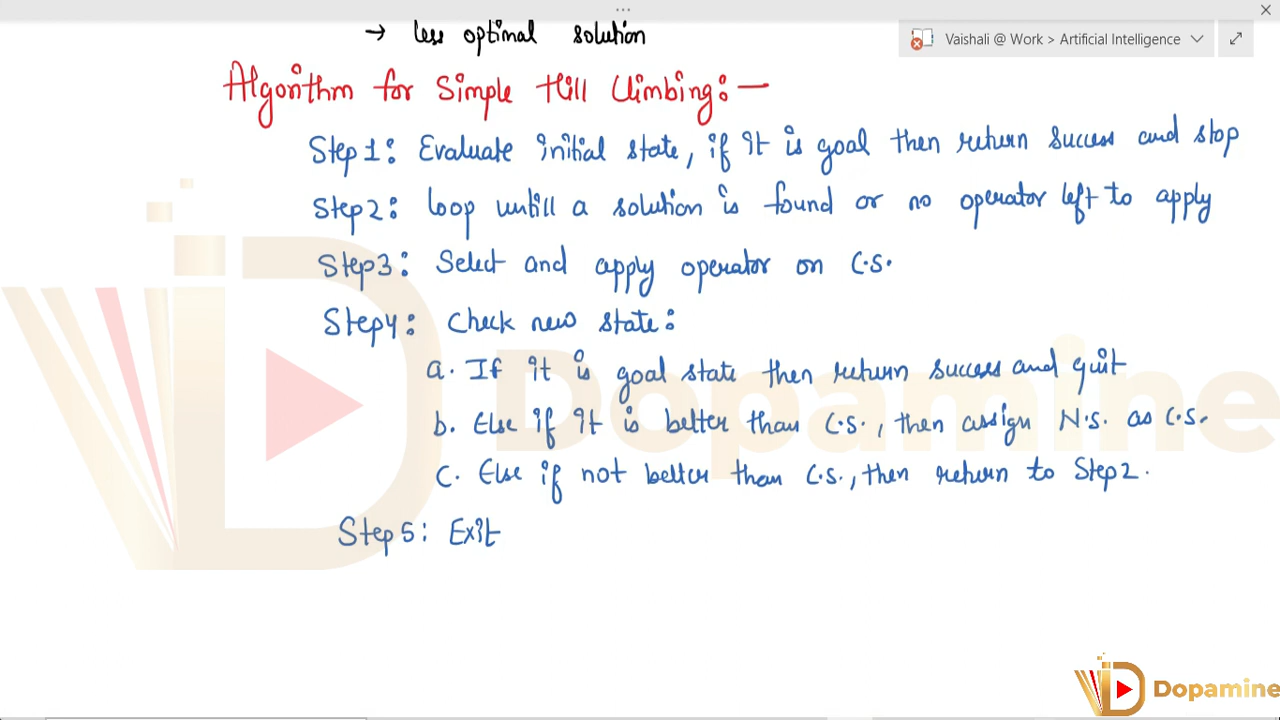 → less optimal solution
Vaishali @ Work > Artificial Intelligence
Algorithm for Simple Hill Climbing:—
Step1: Evaluate initial state, if it is goal then return success and stop
Step2: loop untill a solution is found or no operator left to apply
Step3: Select and apply operator on C.S.
Step4: Check new state:
a. If it is goal state then return success and quit
b. Else if it is better than C.S., then assign N.S. as C.S.
c. Else if not better than C.S., then return to Step2.
Step5: Exit
Dopamine
Dopamine